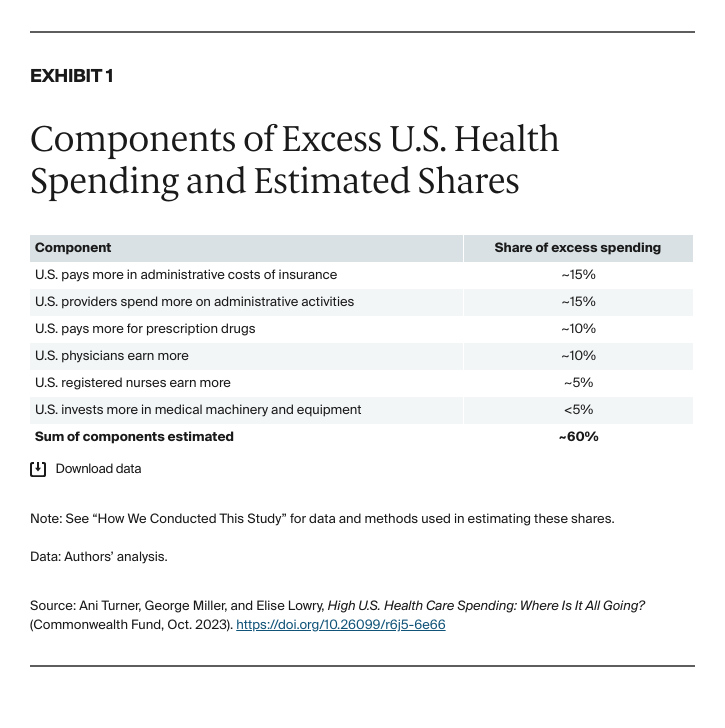 EXHIBIT 1
Components of Excess U.S. Health
Spending and Estimated Shares
Component Share of excess spending
U.S. pays more in administrative costs of insurance ~15%
U.S. providers spend more on administrative activities ~15%
U.S. pays more for prescription drugs ~10%
U.S. physicians earn more ~10%
U.S. registered nurses earn more ~5%
U.S. invests more in medical machinery and equipment <5%
Sum of components estimated ~60%
Download data
Note: See “How We Conducted This Study” for data and methods used in estimating these shares.
Data: Authors’ analysis.
Source: Ani Turner, George Miller, and Elise Lowry, High U.S. Health Care Spending: Where Is It All Going?
(Commonwealth Fund, Oct. 2023). https://doi.org/10.26099/r6j5-6e66